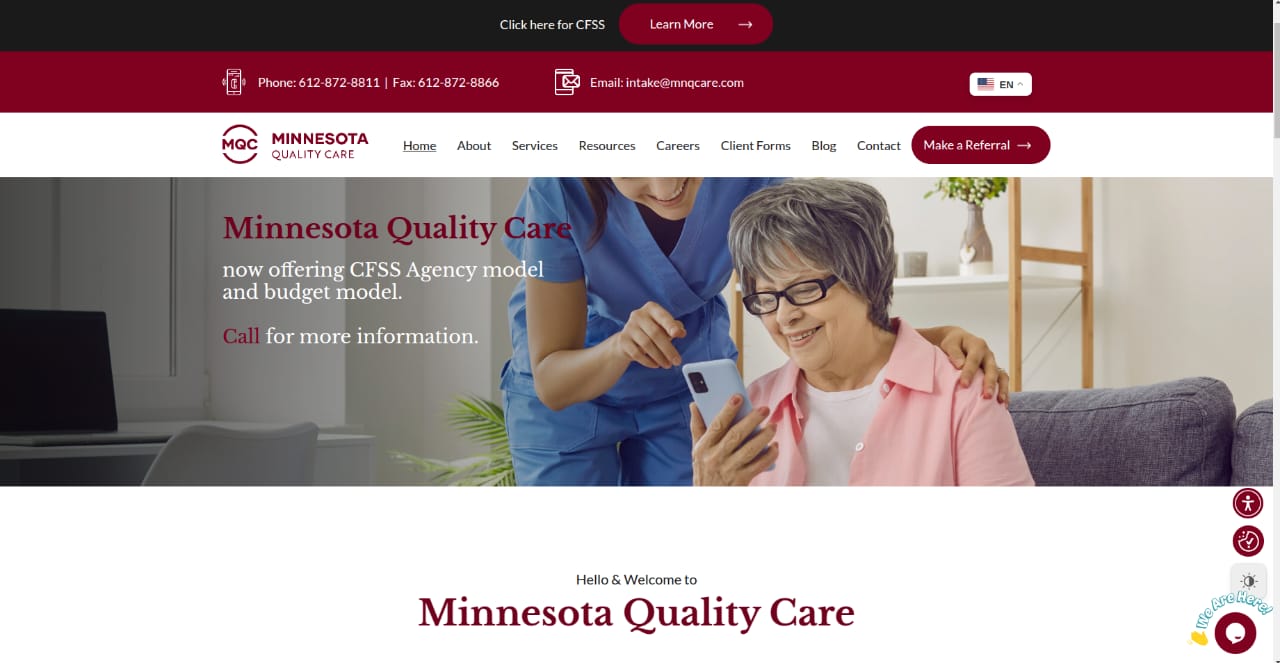 Click here for CFSS Learn More
Phone: 612-872-8811 | Fax: 612-872-8866 Email: intake@mnqcare.com EN
MQC MINNESOTA QUALITY CARE
Home About Services Resources Careers Client Forms Blog Contact Make a Referral
Minnesota Quality Care
now offering CFSS Agency model
and budget model.
Call for more information.
Hello & Welcome to
Minnesota Quality Care
We Are Here!